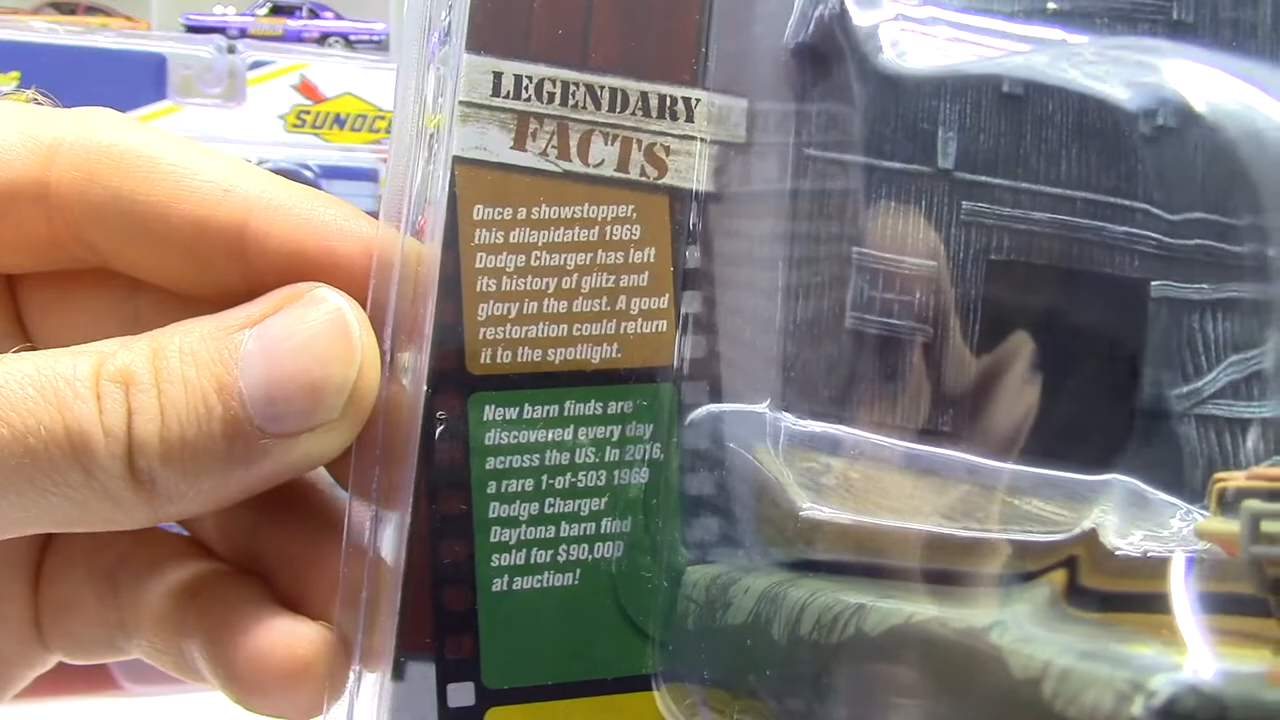 SUNOCO
LEGENDARY
FACTS
Once a showstopper,
this dilapidated 1969
Dodge Charger has left
its history of glitz and
glory in the dust. A good
restoration could return
it to the spotlight.
New barn finds are
discovered every day
across the US. In 2016,
a rare 1-of-503 1969
Dodge Charger
Daytona barn find
sold for $90,000
at auction!